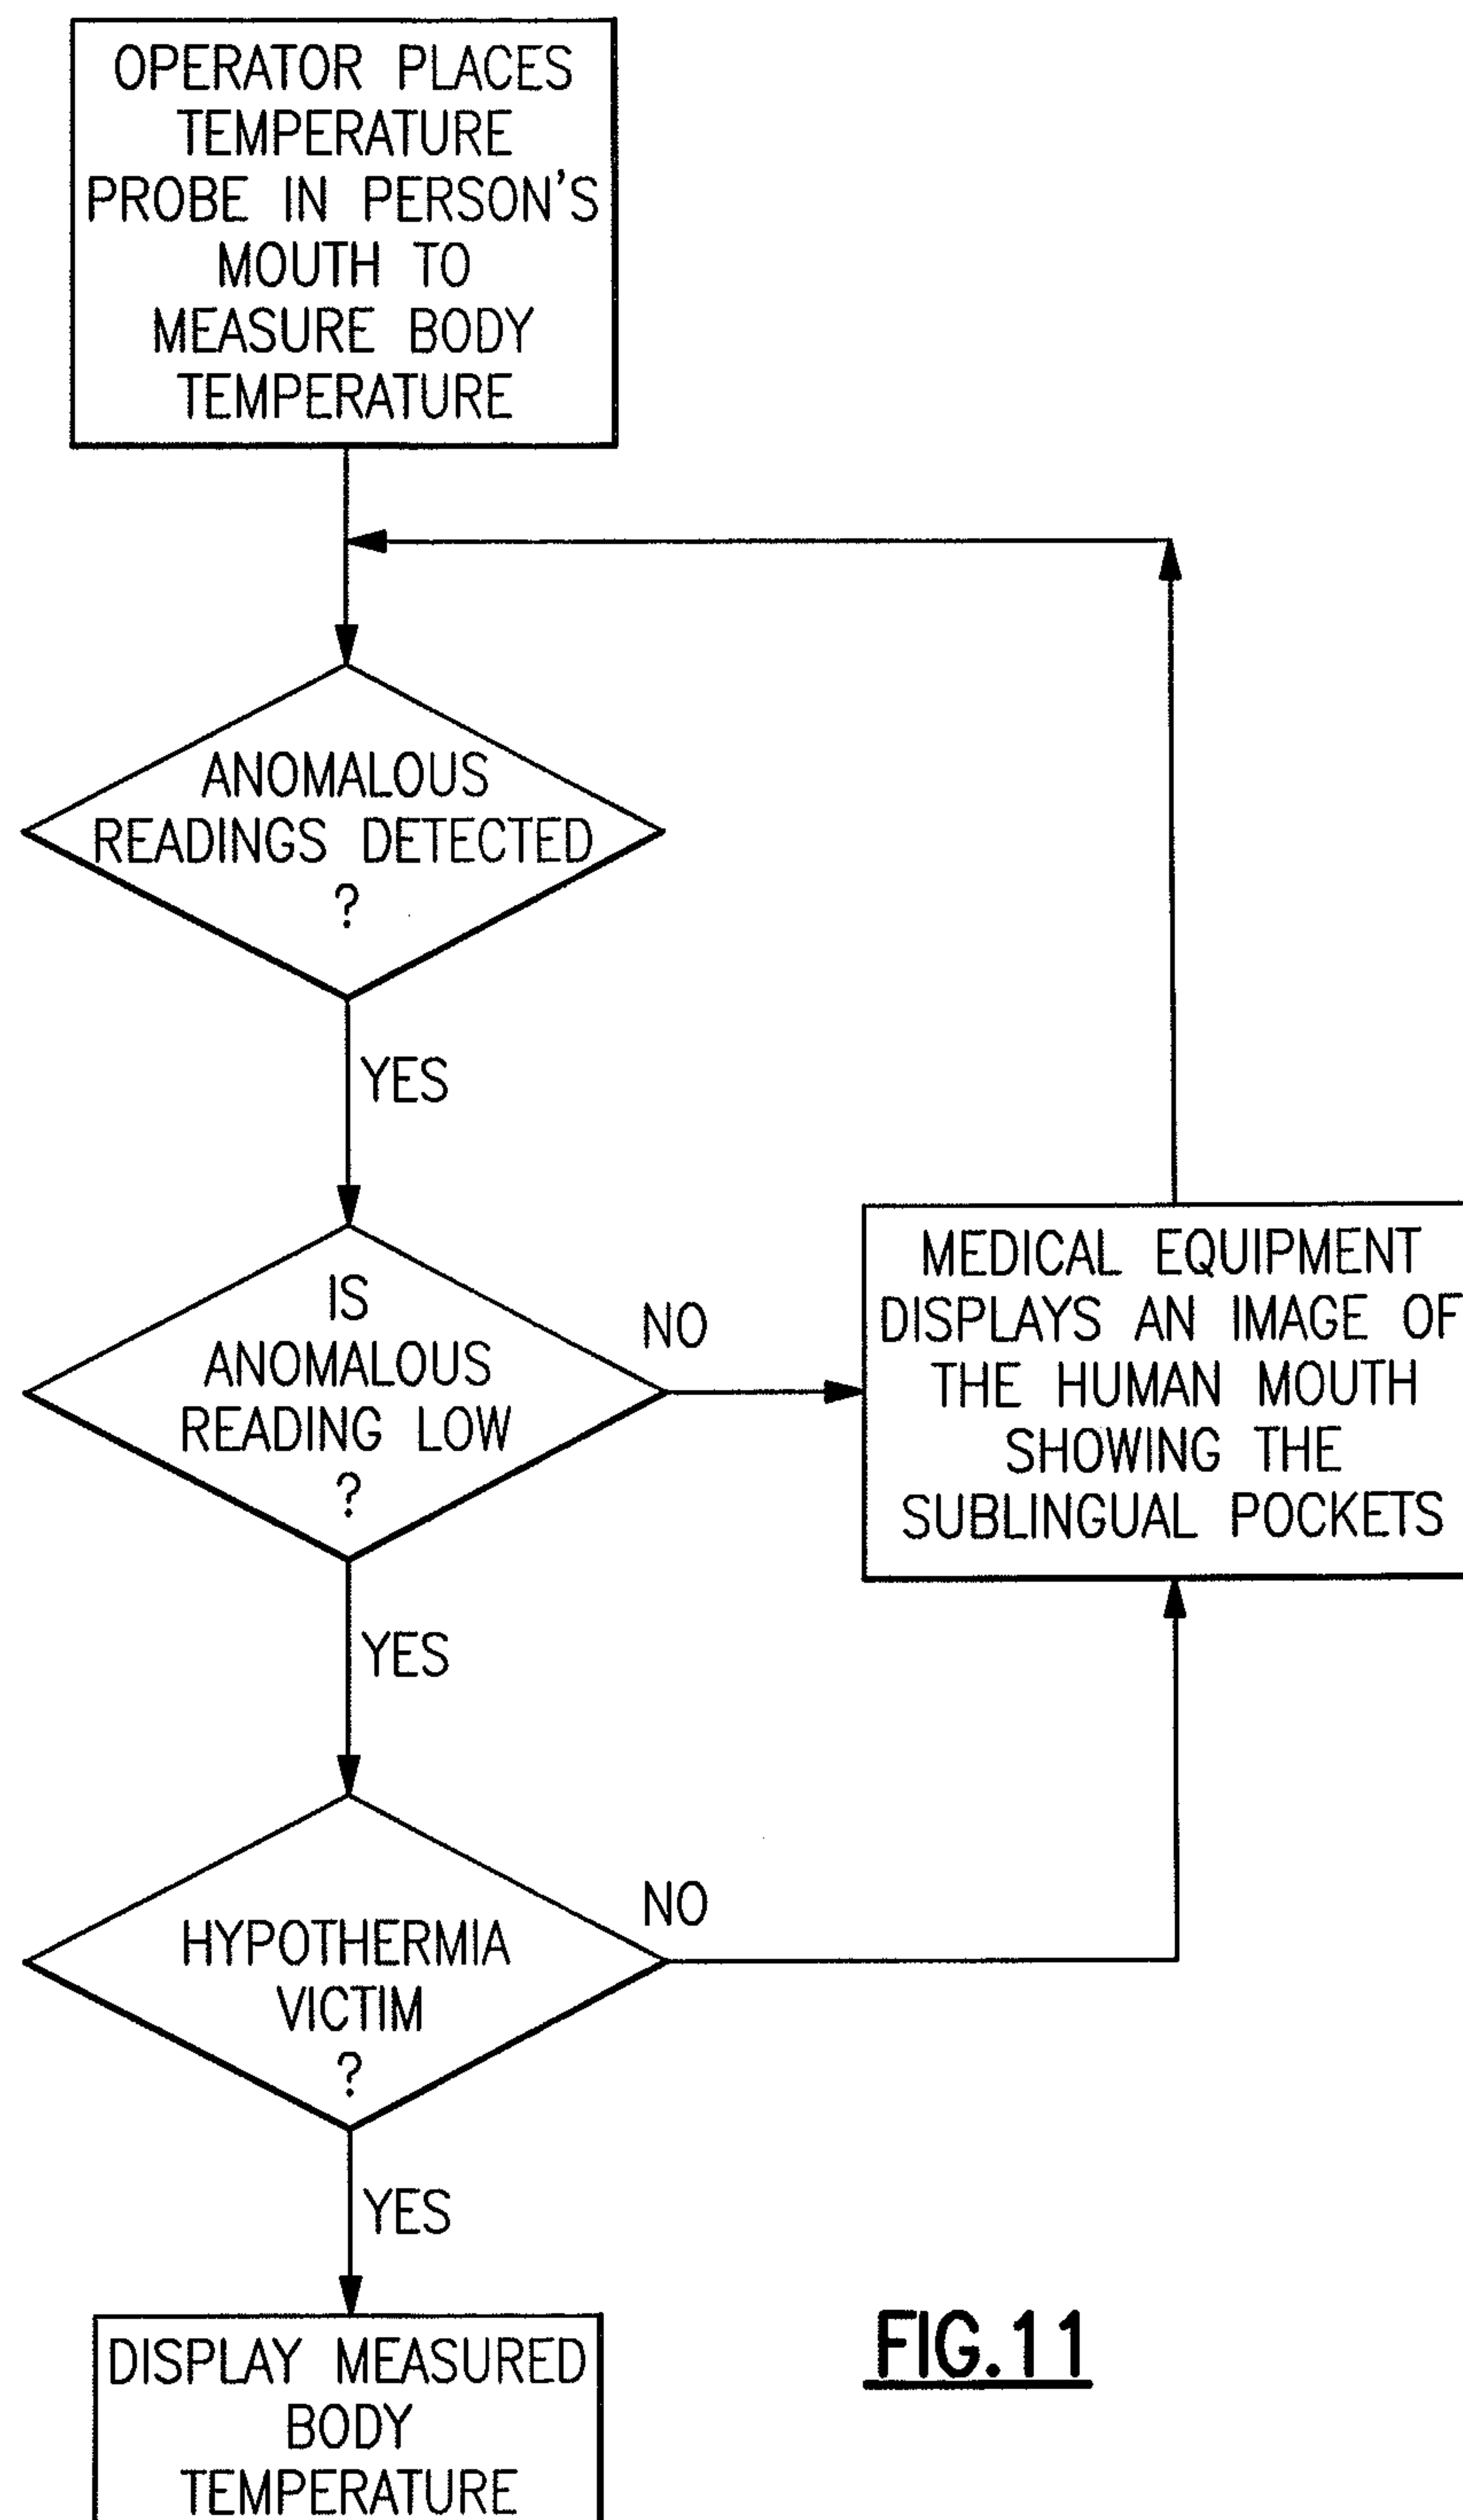 OPERATOR PLACES
TEMPERATURE
PROBE IN PERSON'S
MOUTH TO
MEASURE BODY
TEMPERATURE
ANOMALOUS
READINGS DETECTED
?
YES
IS
ANOMALOUS
READING LOW
?
NO
MEDICAL EQUIPMENT
DISPLAYS AN IMAGE OF
THE HUMAN MOUTH
SHOWING THE
SUBLINGUAL POCKETS
YES
HYPOTHERMIA
VICTIM
?
NO
YES
DISPLAY MEASURED
BODY
TEMPERATURE
FIG.11